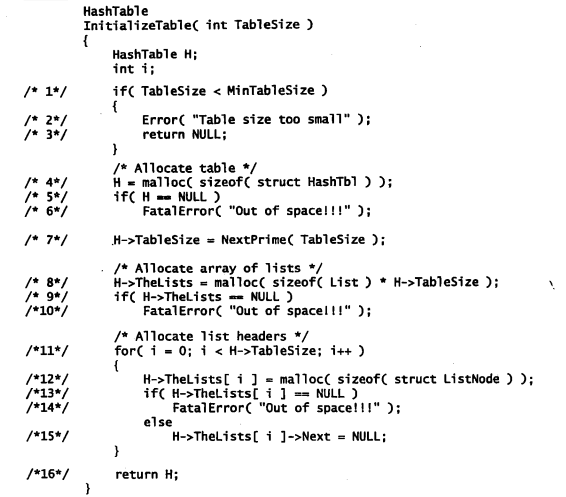 HashTable
InitializeTable( int TableSize )
{
HashTable H;
int i;
/* 1*/ if( TableSize < MinTableSize )
{
/* 2*/ Error( "Table size too small" );
/* 3*/ return NULL;
}
/* Allocate table */
/* 4*/ H = malloc( sizeof( struct HashTbl ) );
/* 5*/ if( H == NULL )
/* 6*/ FatalError( "Out of space!!!" );
/* 7*/ H->TableSize = NextPrime( TableSize );
/* Allocate array of lists */
/* 8*/ H->TheLists = malloc( sizeof( List ) * H->TableSize );
/* 9*/ if( H->TheLists == NULL )
/*10*/ FatalError( "Out of space!!!" );
/* Allocate list headers */
/*11*/ for( i = 0; i < H->TableSize; i++ )
{
/*12*/ H->TheLists[ i ] = malloc( sizeof( struct ListNode ) );
/*13*/ if( H->TheLists[ i ] == NULL )
/*14*/ FatalError( "Out of space!!!" );
else
/*15*/ H->TheLists[ i ]->Next = NULL;
}
/*16*/ return H;
}